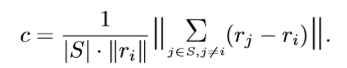 $$c = \frac{1}{|S| \cdot \|r_i\|} \Big\| \sum_{j \in S, j \neq i} (r_j - r_i) \Big\|.$$